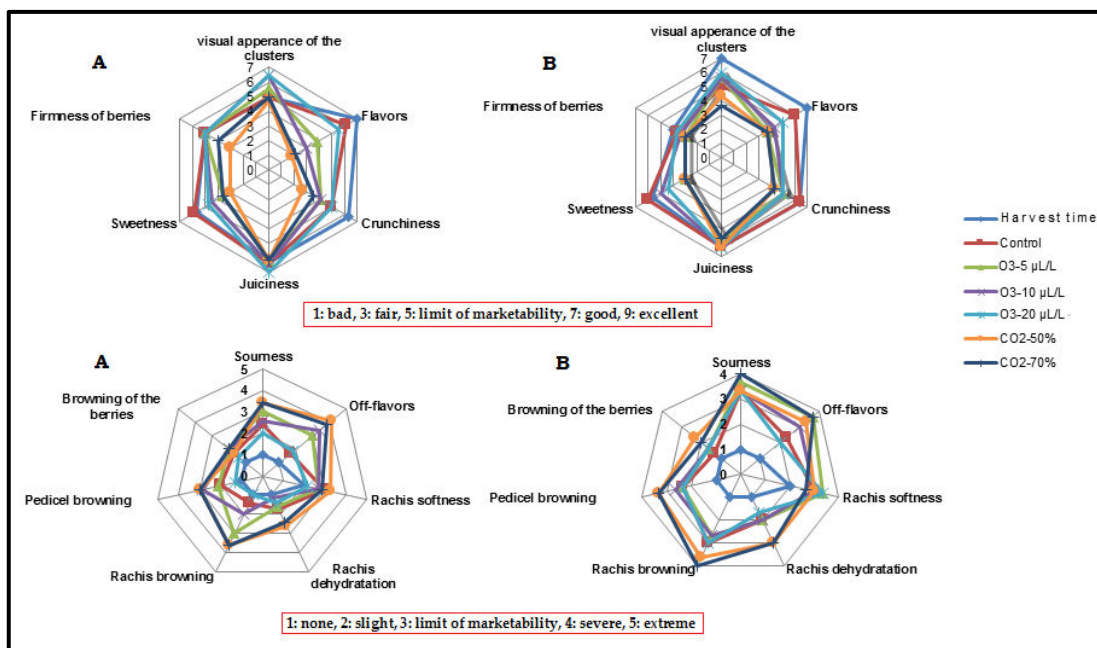 visual apperance of the
clusters
A
7
6
5
4
3
2
1
0
Firmness of berries
Flavors
Sweetness
Crunchiness
Juiciness
visual apperance of the
clusters
B
7
6
5
4
3
2
1
0
Firmness of berries
Flavors
Sweetness
Crunchiness
Juiciness
Harvest time
Control
O3-5 µL/L
O3-10 µL/L
O3-20 µL/L
CO2-50%
CO2-70%
1: bad, 3: fair, 5: limit of marketability, 7: good, 9: excellent
A
Sourness
5
4
3
2
1
0
Browning of the
berries
Off-flavors
Pedicel browning
Rachis softness
Rachis browning
Rachis
dehydratation
B
Sourness
4
3
2
1
0
Browning of the berries
Off-flavors
Pedicel browning
Rachis softness
Rachis browning
Rachis dehydratation
1: none, 2: slight, 3: limit of marketability, 4: severe, 5: extreme